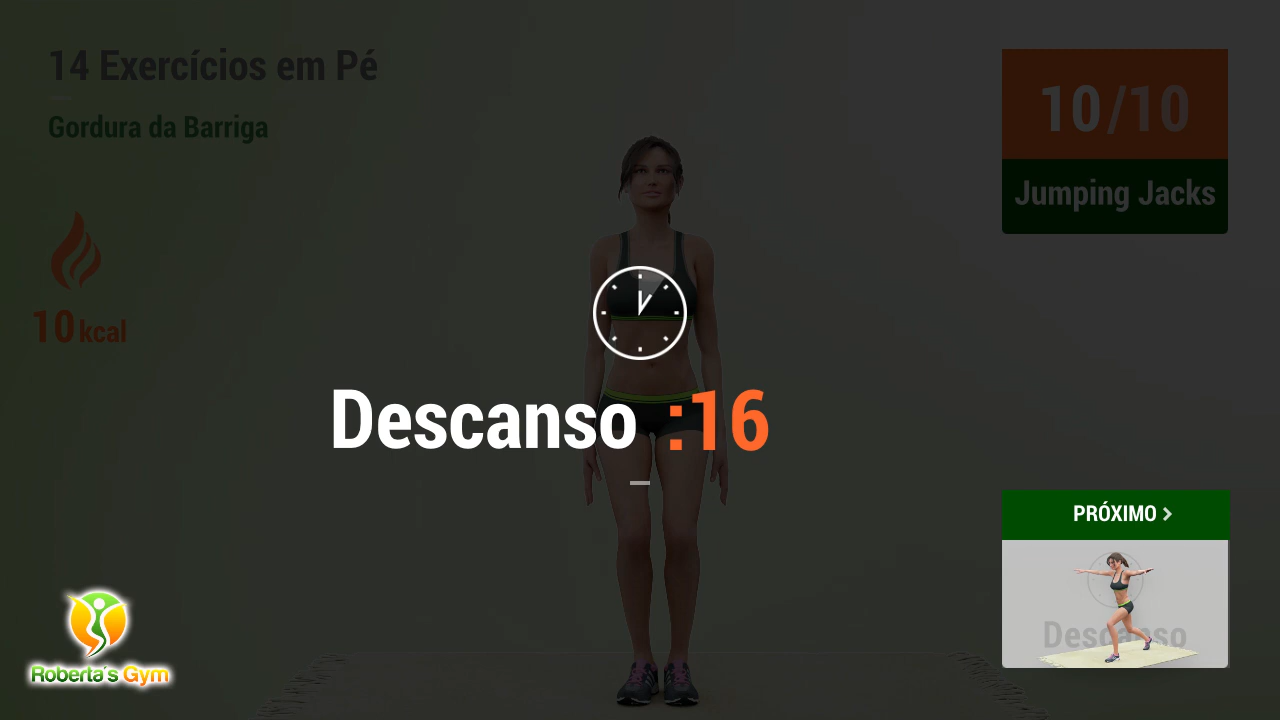 14 Exercícios em Pé
Gordura da Barriga
10/10
Jumping Jacks
10 kcal
Descanso :16
PRÓXIMO >
Descanso
Roberta´s Gym